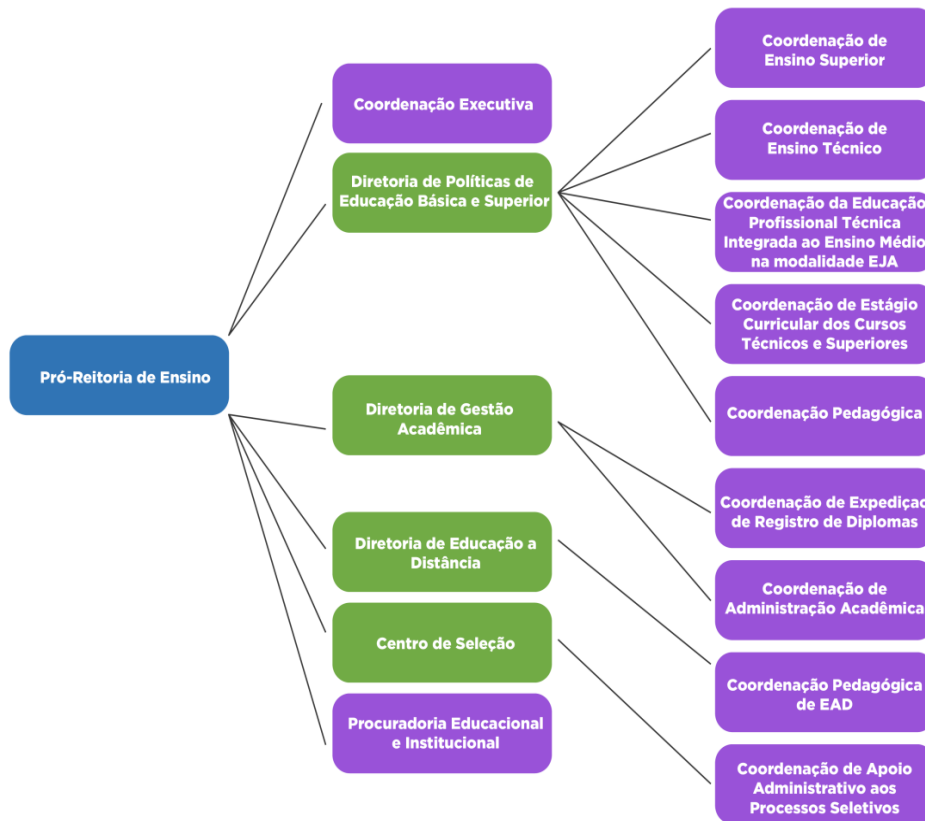 Pró-Reitoria de Ensino
Coordenação Executiva
Diretoria de Políticas de
Educação Básica e Superior
Diretoria de Gestão
Acadêmica
Diretoria de Educação a
Distância
Centro de Seleção
Procuradoria Educacional
e Institucional
Coordenação de
Ensino Superior
Coordenação de
Ensino Técnico
Coordenação da Educação
Profissional Técnica
Integrada ao Ensino Médio
na modalidade EJA
Coordenação de Estágio
Curricular dos Cursos
Técnicos e Superiores
Coordenação Pedagógica
Coordenação de Expediçao
de Registro de Diplomas
Coordenação de
Administração Acadêmica
Coordenação Pedagógica
de EAD
Coordenação de Apoio
Administrativo aos
Processos Seletivos